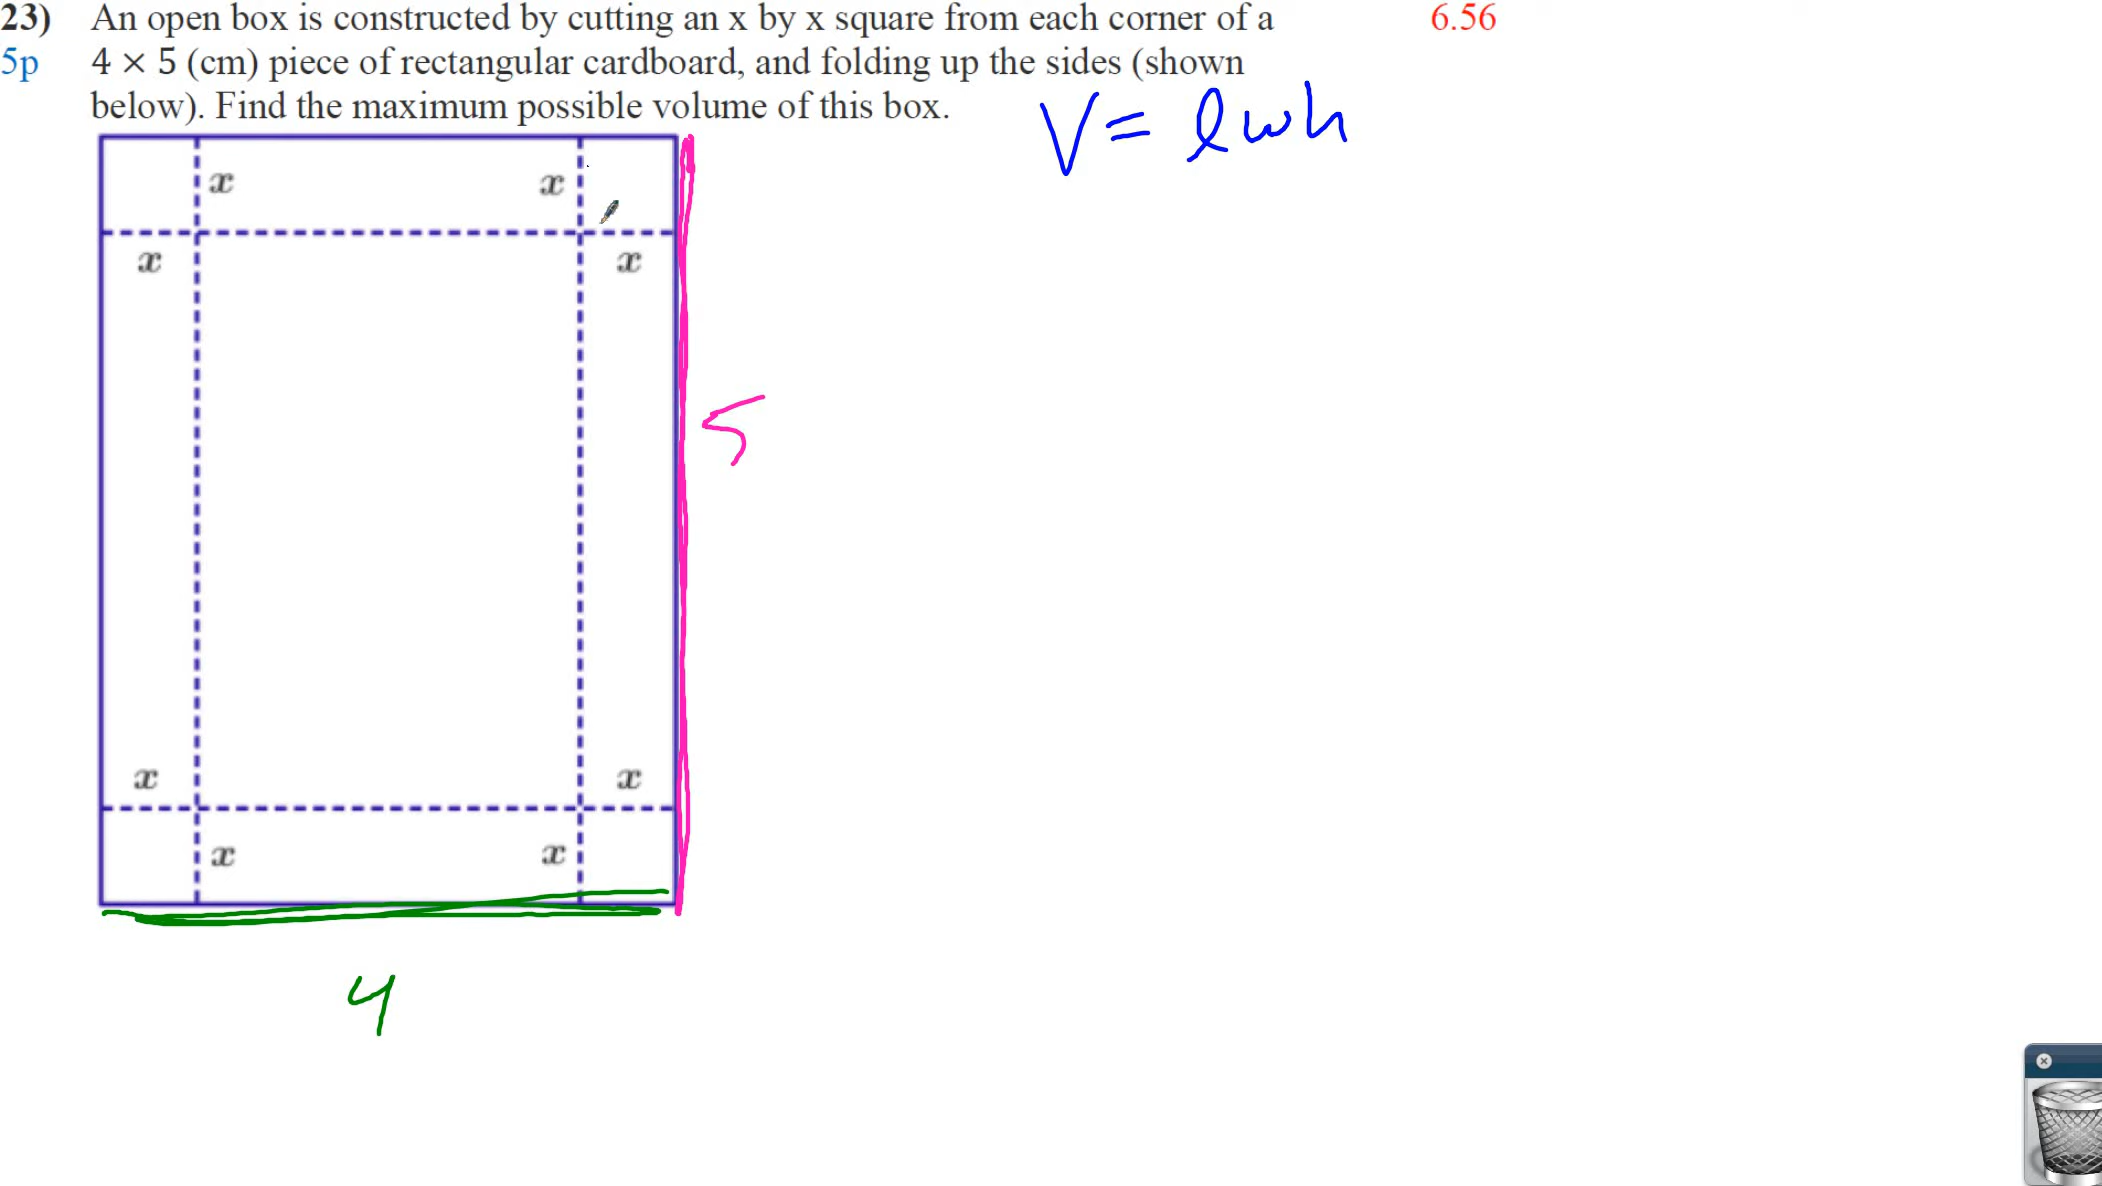 23) An open box is constructed by cutting an x by x square from each corner of a 6.56
5p 4 × 5 (cm) piece of rectangular cardboard, and folding up the sides (shown
below). Find the maximum possible volume of this box.
V = lwh
x x
x x
5
x x
x x
4